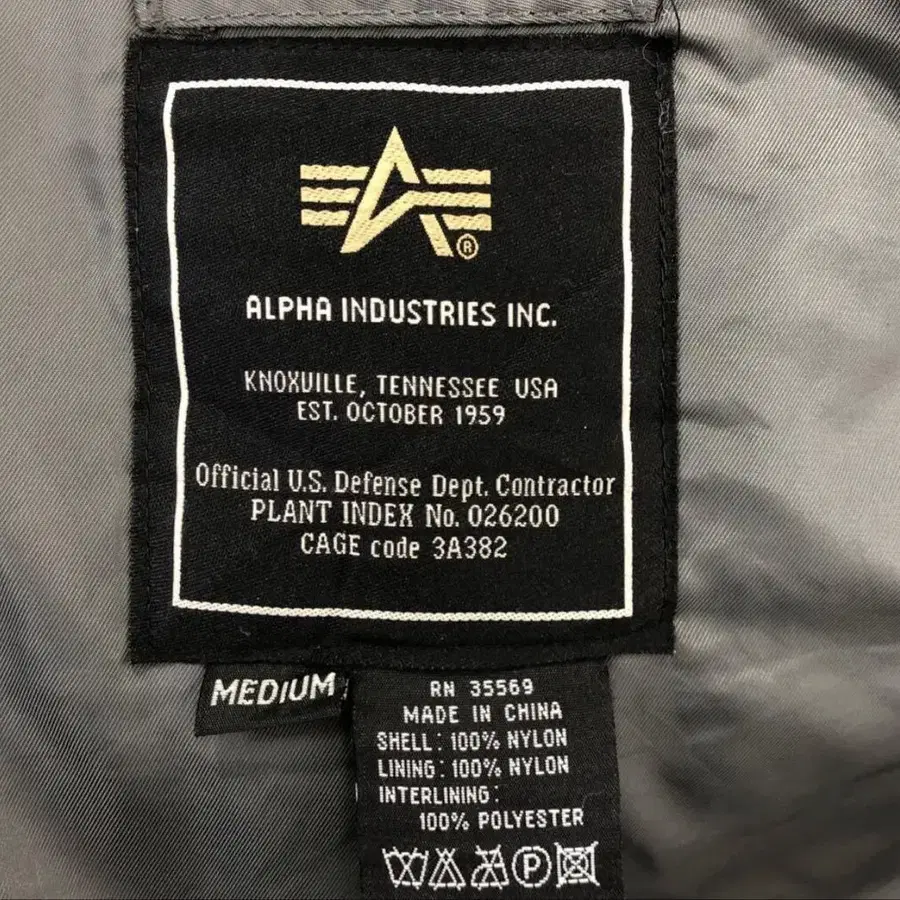 ®
ALPHA INDUSTRIES INC.
KNOXVILLE, TENNESSEE USA
EST. OCTOBER 1959
Official U.S. Defense Dept. Contractor
PLANT INDEX No. 026200
CAGE code 3A382
MEDIUM
RN 35569
MADE IN CHINA
SHELL: 100% NYLON
LINING: 100% NYLON
INTERLINING:
100% POLYESTER
P